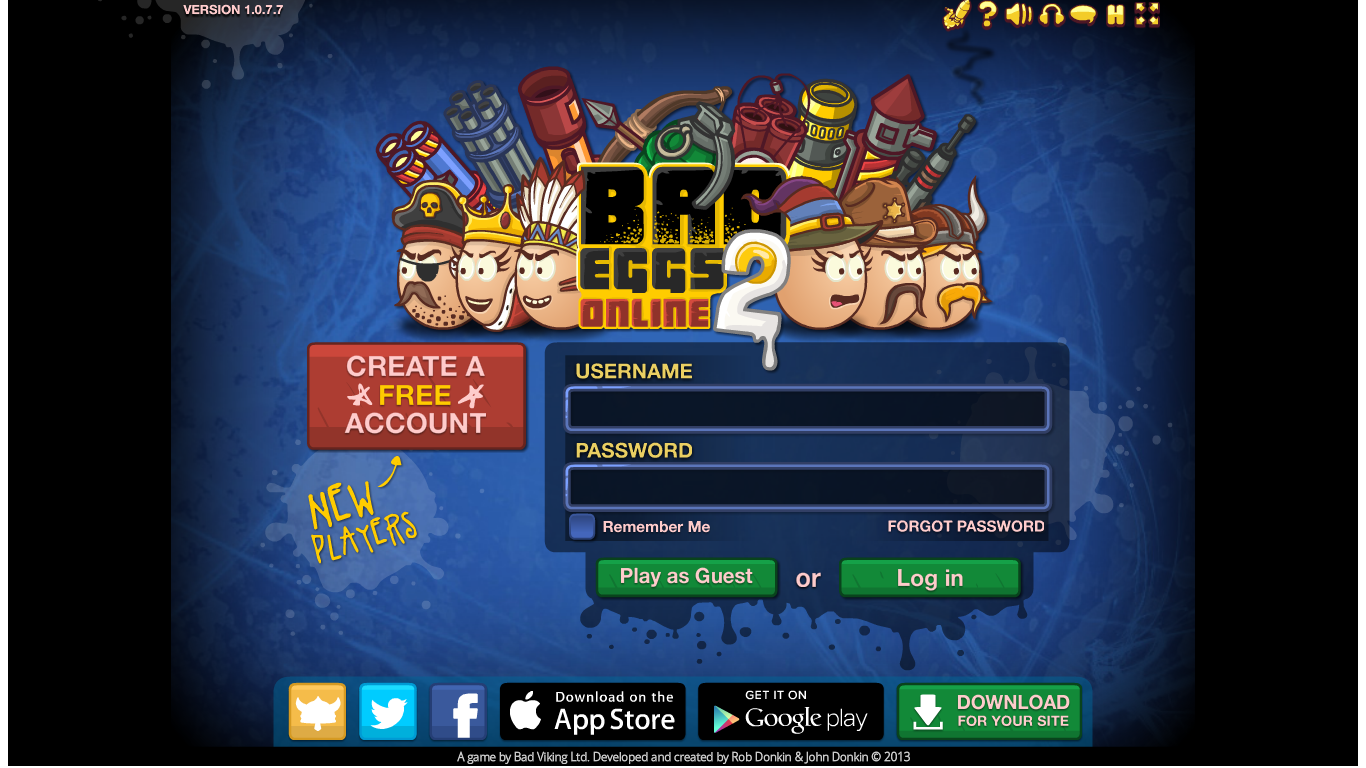 VERSION 1.0.7.7
BAD
EGGS
ONLINE
2
CREATE A
FREE
ACCOUNT
NEW
PLAYERS
USERNAME
PASSWORD
Remember Me
FORGOT PASSWORD
Play as Guest or Log in
Download on the
App Store
GET IT ON
Google play
DOWNLOAD
FOR YOUR SITE
A game by Bad Viking Ltd. Developed and created by Rob Donkin & John Donkin © 2013